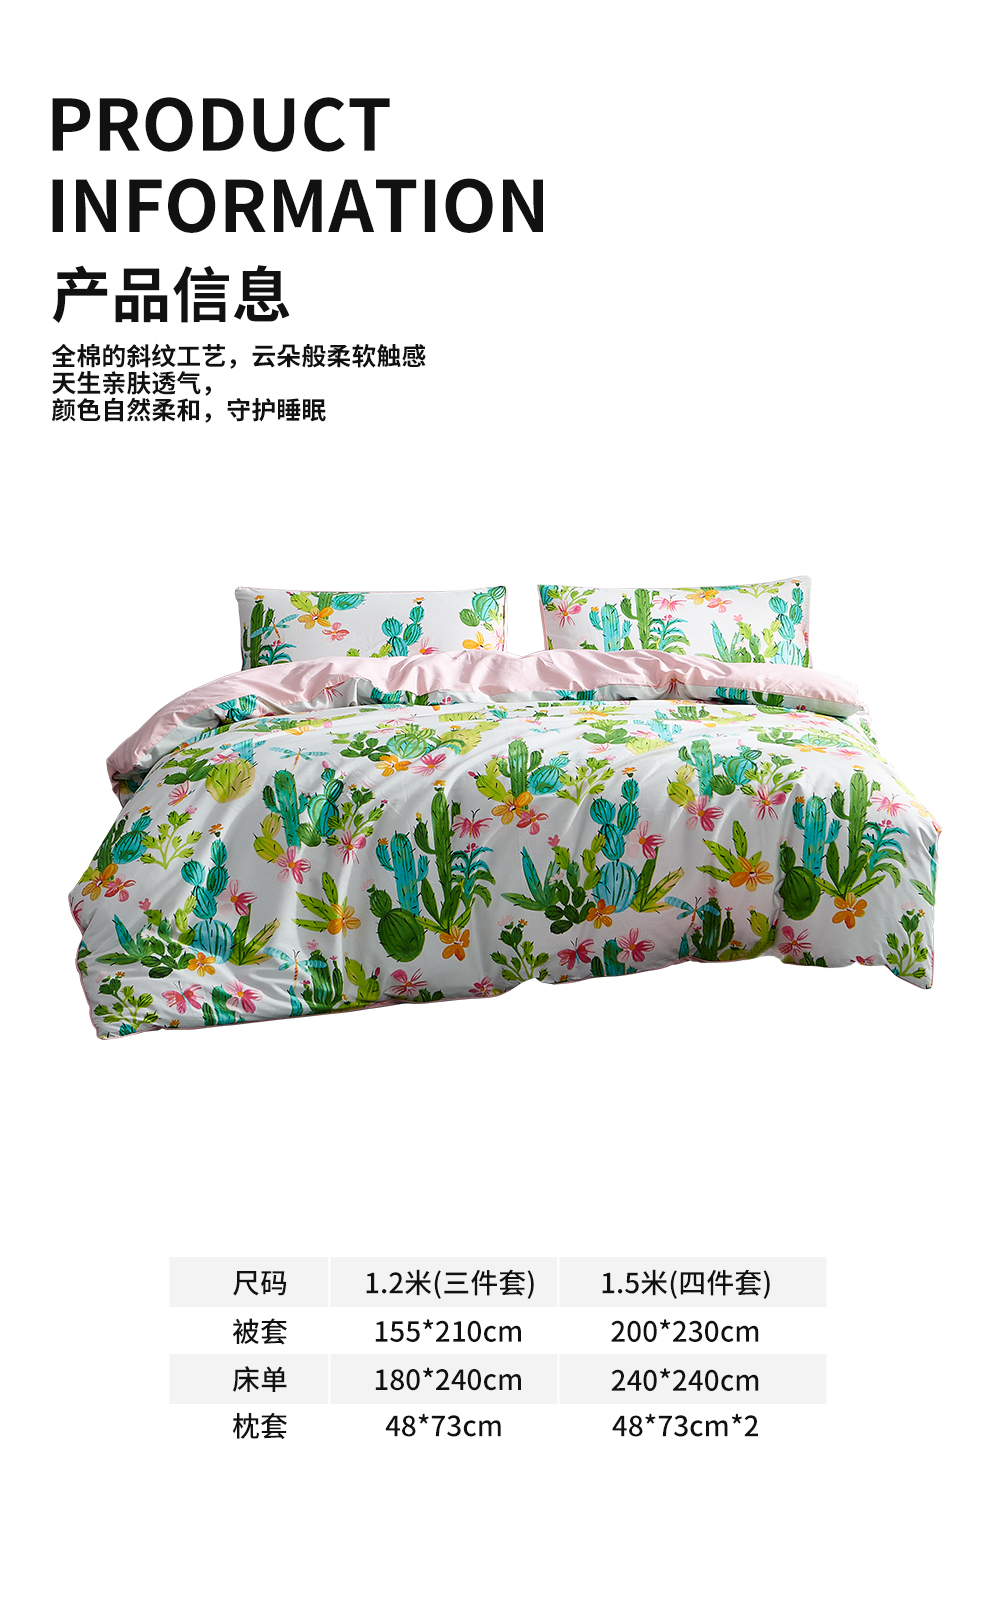 PRODUCT
INFORMATION
产品信息
全棉的斜纹工艺，云朵般柔软触感
天生亲肤透气，
颜色自然柔和，守护睡眠
尺码 1.2米(三件套) 1.5米(四件套)
被套 155*210cm 200*230cm
床单 180*240cm 240*240cm
枕套 48*73cm 48*73cm*2